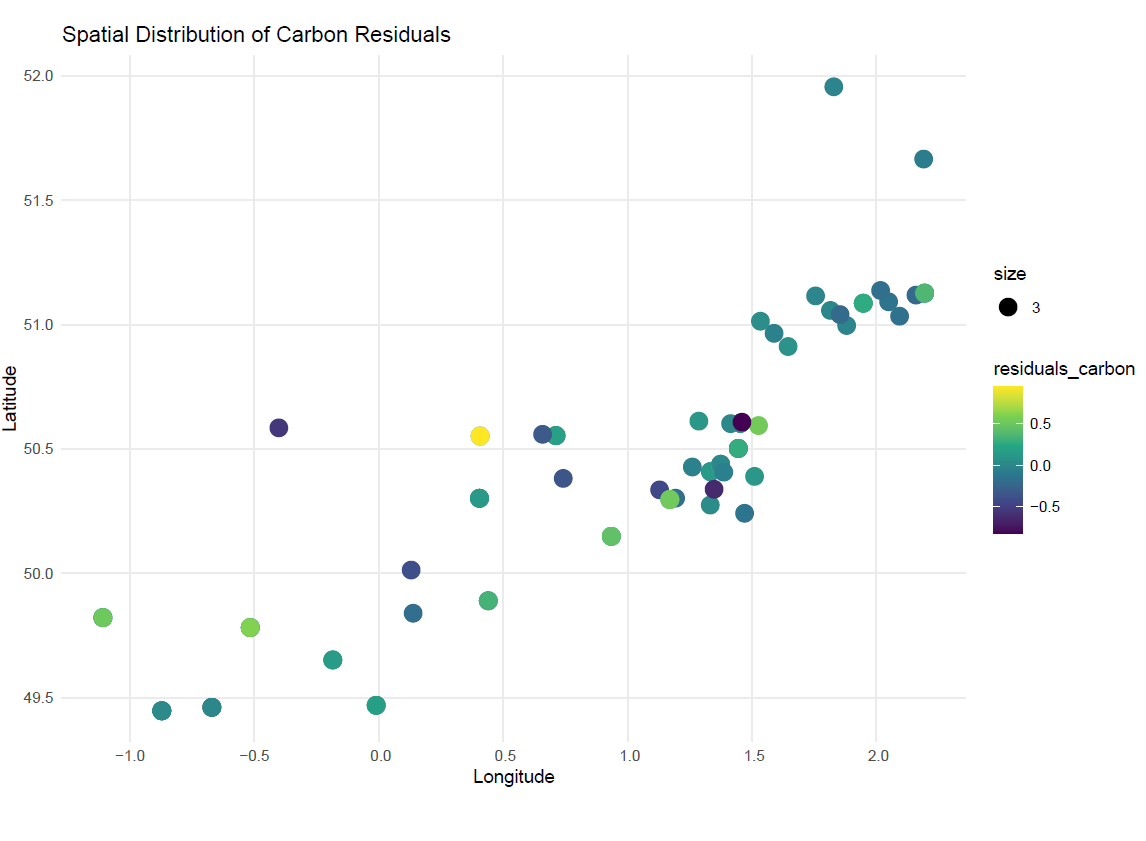 Spatial Distribution of Carbon Residuals
52.0
51.5
51.0
50.5
50.0
49.5
Latitude
−1.0 −0.5 0.0 0.5 1.0 1.5 2.0
Longitude
size
3
residuals_carbon
0.5
0.0
−0.5